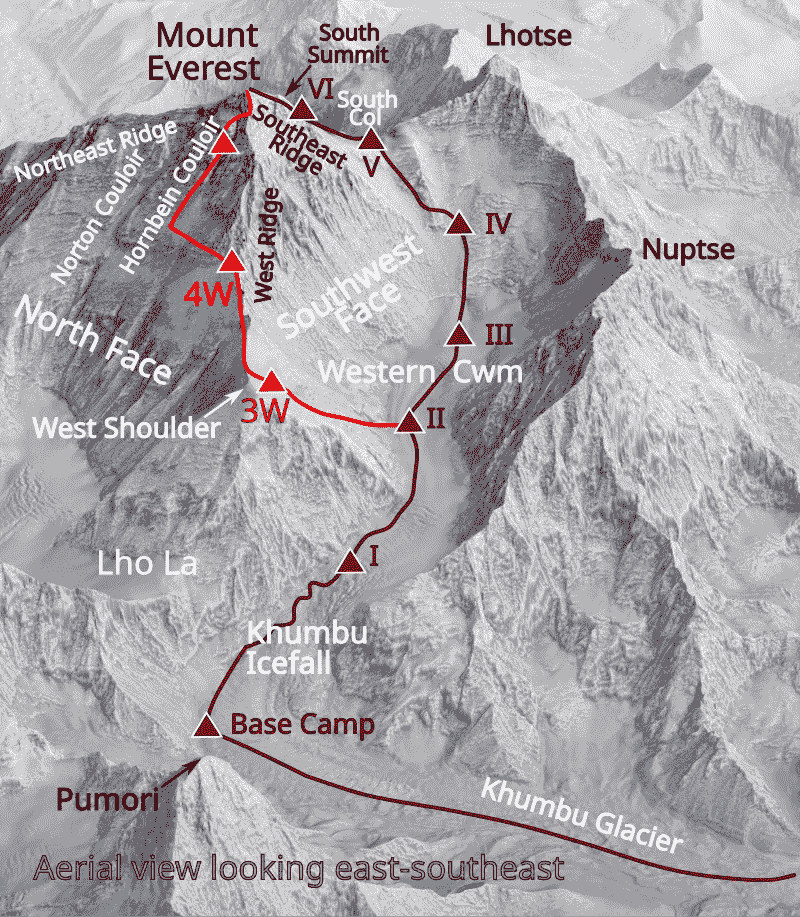 Mount
Everest
South
Summit
Lhotse
VI
South
Col
Southeast
Ridge
V
Northeast Ridge
Norton Couloir
Hornbein Couloir
West Ridge
IV
Nuptse
4W
Southwest
Face
North Face
III
Western Cwm
3W
West Shoulder
II
I
Lho La
Khumbu
Icefall
Base Camp
Pumori
Khumbu Glacier
Aerial view looking east-southeast